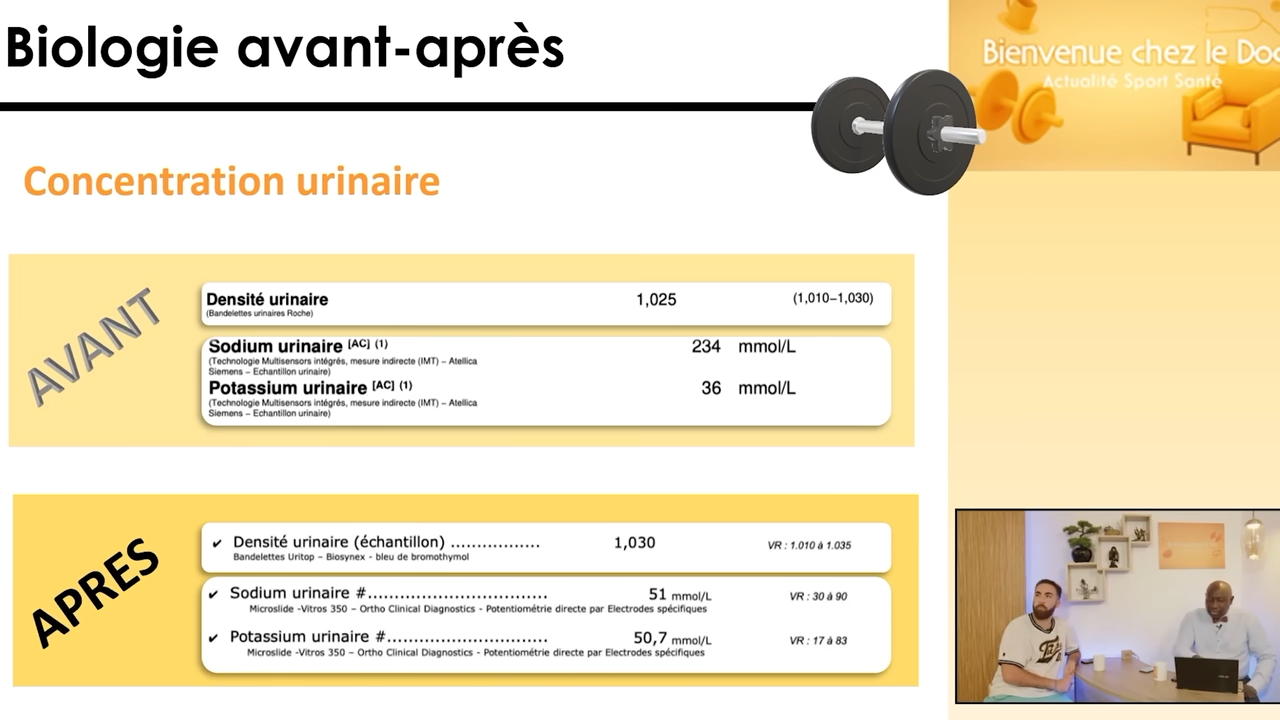 Biologie avant-après
Bienvenue chez le Doc
Actualité Sport Santé
Concentration urinaire
AVANT
Densité urinaire 1,025 (1,010–1,030)
(Bandelettes urinaires Roche)
Sodium urinaire [AC] (1) 234 mmol/L
(Technologie Multisensors intégrés, mesure indirecte (IMT) – Atellica
Siemens – Echantillon urinaire)
Potassium urinaire [AC] (1) 36 mmol/L
(Technologie Multisensors intégrés, mesure indirecte (IMT) – Atellica
Siemens – Echantillon urinaire)
APRES
✔ Densité urinaire (échantillon) ................. 1,030 VR : 1.010 à 1.035
Bandelettes Uritop – Biosynex - bleu de bromothymol
✔ Sodium urinaire #.................................. 51 mmol/L VR : 30 à 90
Microslide -Vitros 350 – Ortho Clinical Diagnostics - Potentiométrie directe par Electrodes spécifiques
✔ Potassium urinaire #.............................. 50,7 mmol/L VR : 17 à 83
Microslide -Vitros 350 – Ortho Clinical Diagnostics - Potentiométrie directe par Electrodes spécifiques